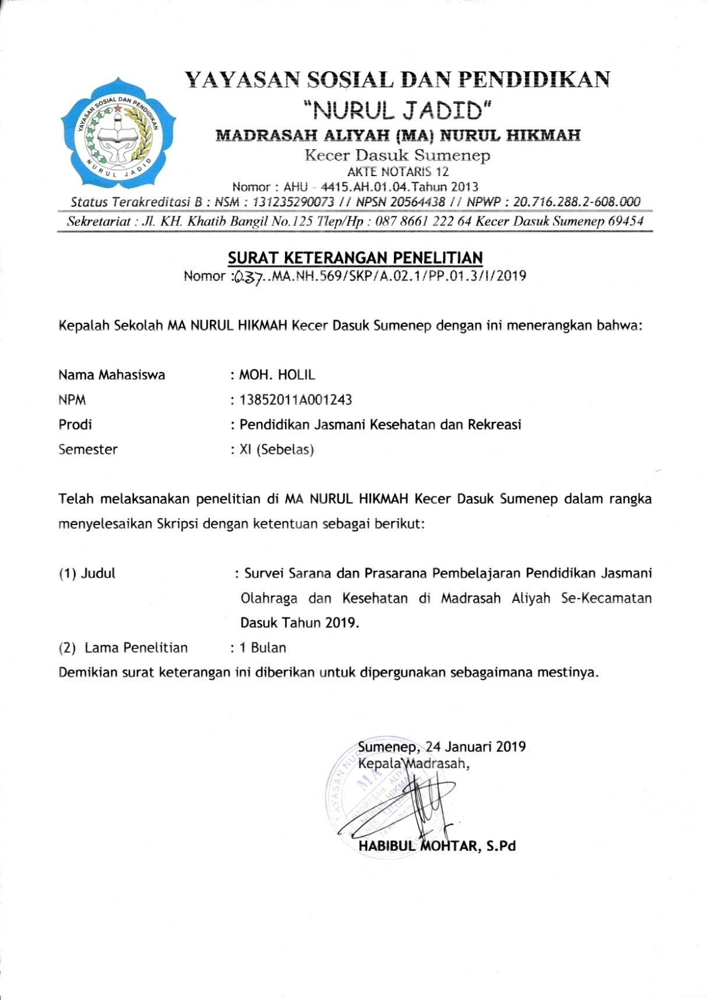 YAYASAN SOSIAL DAN PENDIDIKAN
"NURUL JADID"
MADRASAH ALIYAH (MA) NURUL HIKMAH
Kecer Dasuk Sumenep
AKTE NOTARIS 12
Nomor : AHU - 4415.AH.01.04.Tahun 2013
Status Terakreditasi B : NSM : 131235290073 // NPSN 20564438 // NPWP : 20.716.288.2-608.000
Sekretariat : Jl. KH. Khatib Bangil No.125 Tlep/Hp : 087 8661 222 64 Kecer Dasuk Sumenep 69454
YAYASAN SOSIAL DAN PENDIDIKAN
NURUL JADID
SURAT KETERANGAN PENELITIAN
Nomor :037..MA.NH.569/SKP/A.02.1/PP.01.3/I/2019
Kepalah Sekolah MA NURUL HIKMAH Kecer Dasuk Sumenep dengan ini menerangkan bahwa:
Nama Mahasiswa : MOH. HOLIL
NPM : 13852011A001243
Prodi : Pendidikan Jasmani Kesehatan dan Rekreasi
Semester : XI (Sebelas)
Telah melaksanakan penelitian di MA NURUL HIKMAH Kecer Dasuk Sumenep dalam rangka
menyelesaikan Skripsi dengan ketentuan sebagai berikut:
(1) Judul : Survei Sarana dan Prasarana Pembelajaran Pendidikan Jasmani
Olahraga dan Kesehatan di Madrasah Aliyah Se-Kecamatan
Dasuk Tahun 2019.
(2) Lama Penelitian : 1 Bulan
Demikian surat keterangan ini diberikan untuk dipergunakan sebagaimana mestinya.
Sumenep, 24 Januari 2019
Kepala Madrasah,
MA
MADRASAH ALIYAH
NURUL HIKMAH
HABIBUL MOHTAR, S.Pd